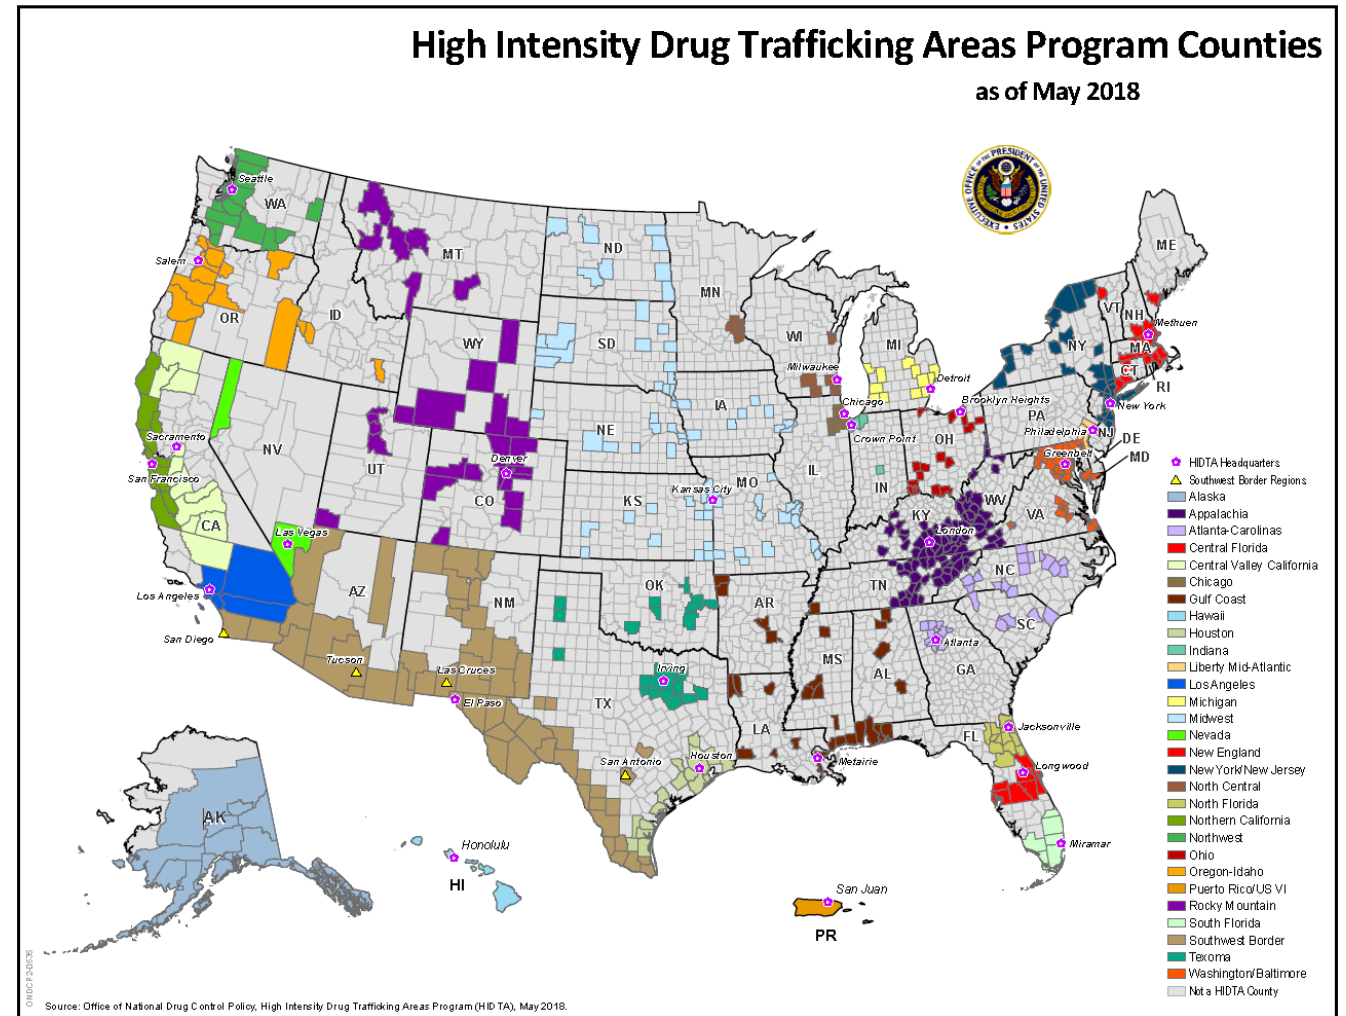 High Intensity Drug Trafficking Areas Program Counties
as of May 2018
EXECUTIVE OFFICE OF THE PRESIDENT OF THE UNITED STATES
Seattle
WA
Salem
OR
ID
MT
ND
MN
SD
WY
WI
MI
ME
VT
NH
Methuen
NY
MA
CT
RI
Milwaukee
Detroit
Chicago
Brooklyn Heights
New York
PA
Philadelphia
NJ
DE
MD
Crown Point
OH
IA
NE
IL
IN
Greenbelt
Sacramento
San Francisco
NV
UT
Denver
CO
KS
Kansas City
MO
KY
WV
VA
London
CA
Las Vegas
Los Angeles
AZ
NM
OK
AR
TN
NC
SC
San Diego
Tucson
Las Cruces
El Paso
Irving
TX
MS
AL
Atlanta
GA
LA
FL
Jacksonville
San Antonio
Houston
Metairie
Longwood
Miramar
AK
Honolulu
HI
San Juan
PR
HIDTA Headquarters
Southwest Border Regions
Alaska
Appalachia
Atlanta-Carolinas
Central Florida
Central Valley California
Chicago
Gulf Coast
Hawaii
Houston
Indiana
Liberty Mid-Atlantic
Los Angeles
Michigan
Midwest
Nevada
New England
New York/New Jersey
North Central
North Florida
Northern California
Northwest
Ohio
Oregon-Idaho
Puerto Rico/US VI
Rocky Mountain
South Florida
Southwest Border
Texoma
Washington/Baltimore
Not a HIDTA County
Source: Office of National Drug Control Policy, High Intensity Drug Trafficking Areas Program (HIDTA), May 2018.